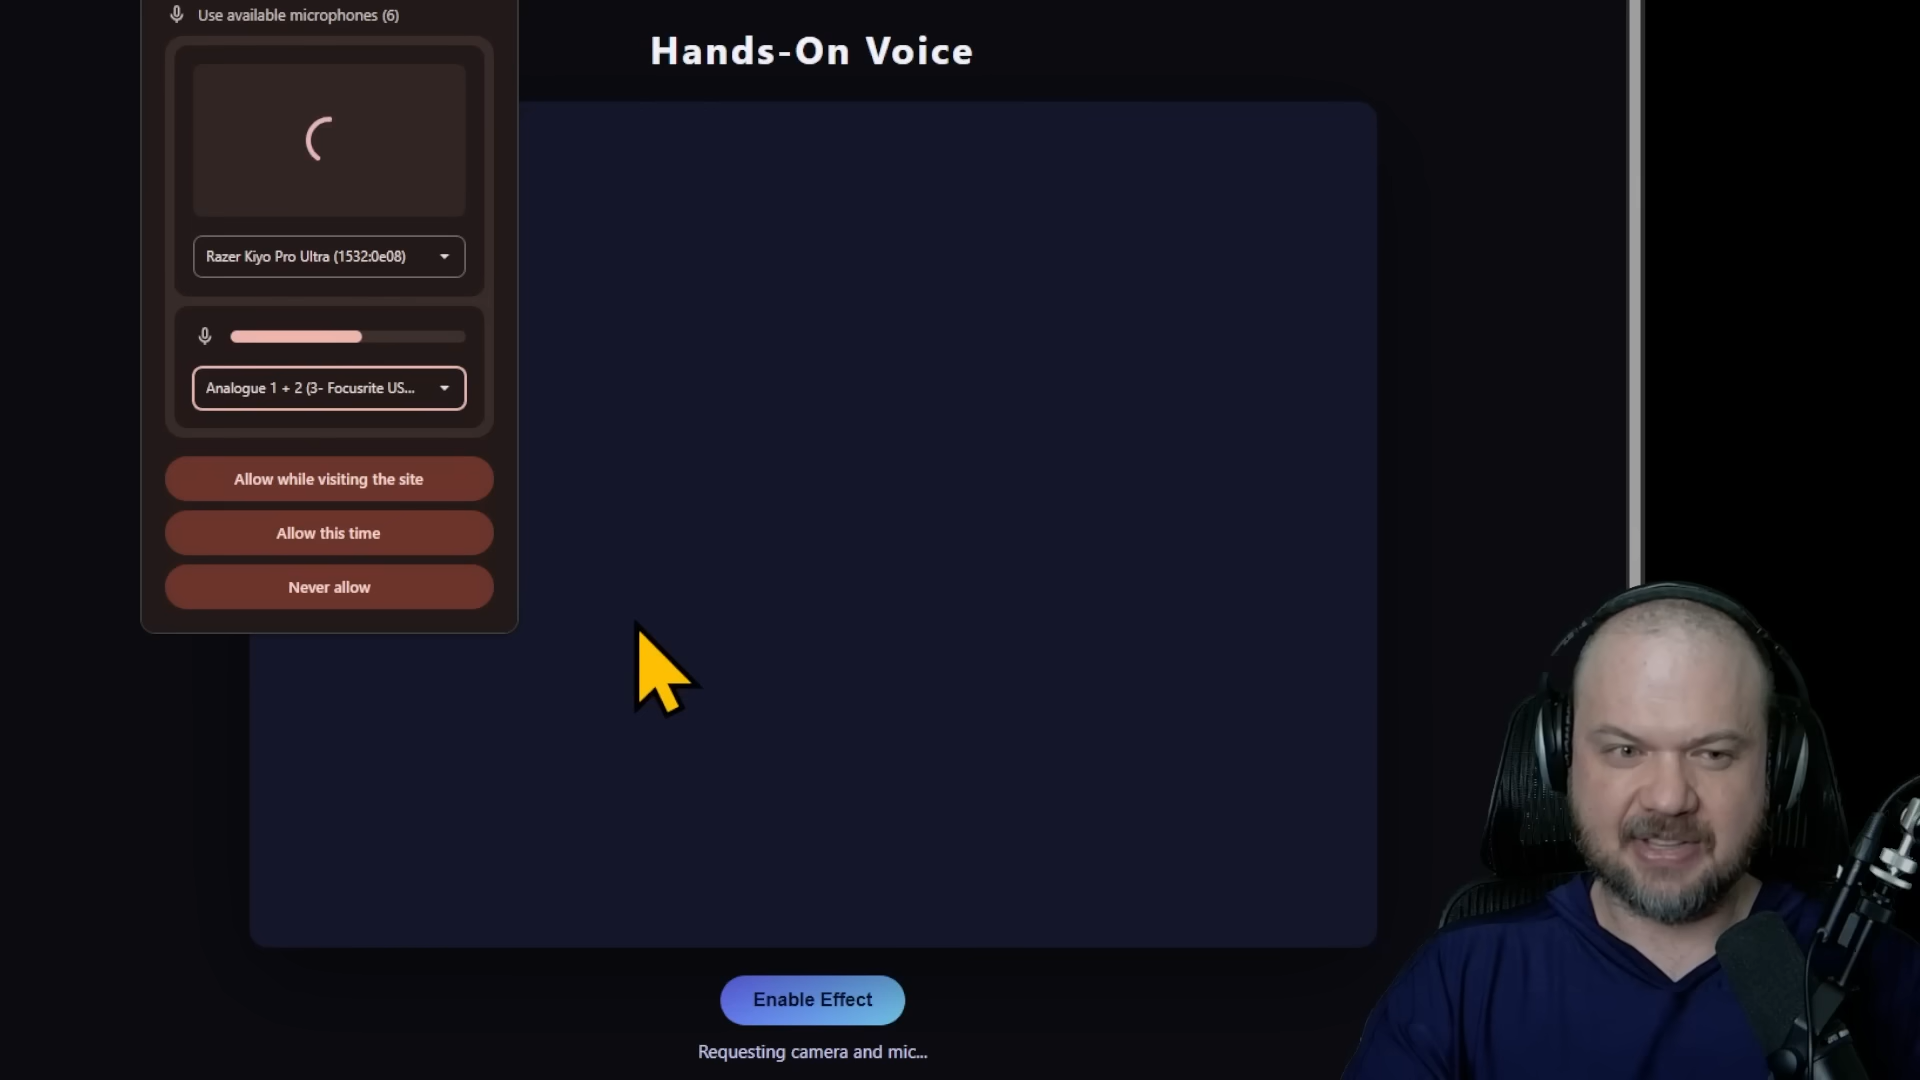 Use available microphones (6)
Hands-On Voice
Razer Kiyo Pro Ultra (1532:0e08)
Analogue 1 + 2 (3- Focusrite US...
Allow while visiting the site
Allow this time
Never allow
Enable Effect
Requesting camera and mic...